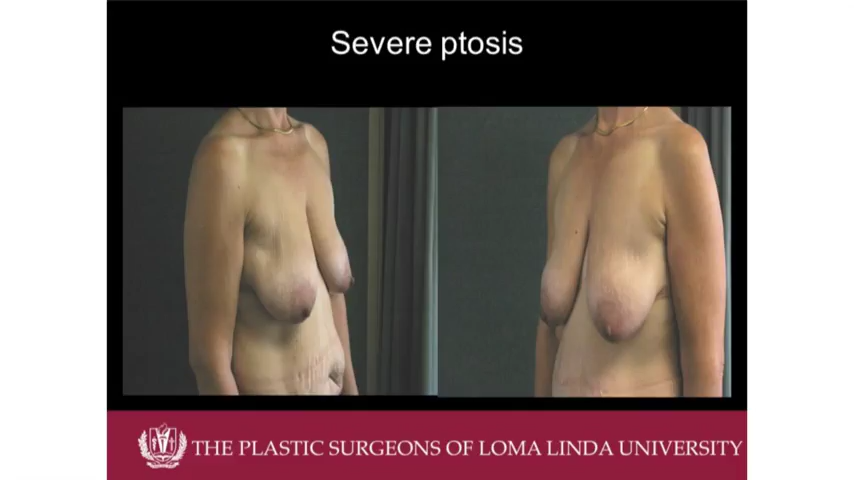 Severe ptosis
THE PLASTIC SURGEONS OF LOMA LINDA UNIVERSITY